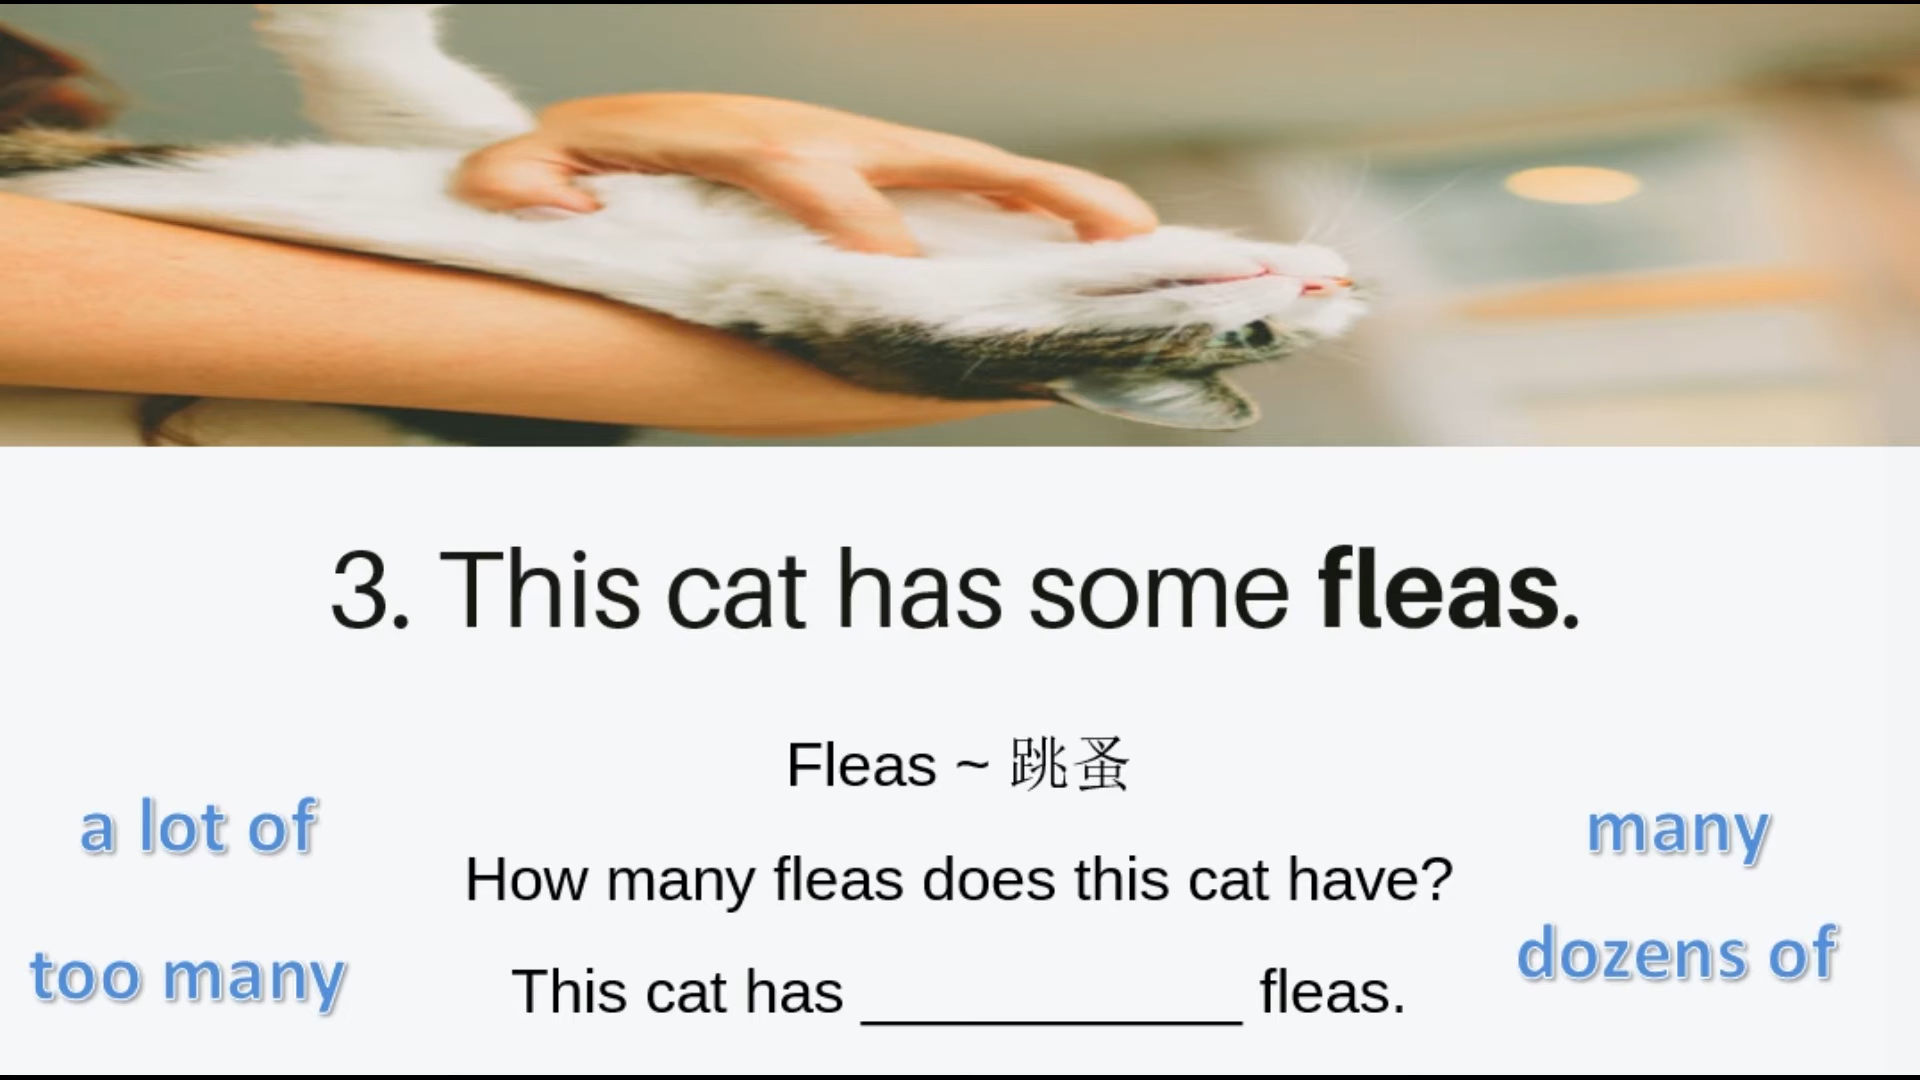 3. This cat has some fleas.
Fleas ~ 跳蚤
a lot of
many
How many fleas does this cat have?
too many
dozens of
This cat has ____________ fleas.